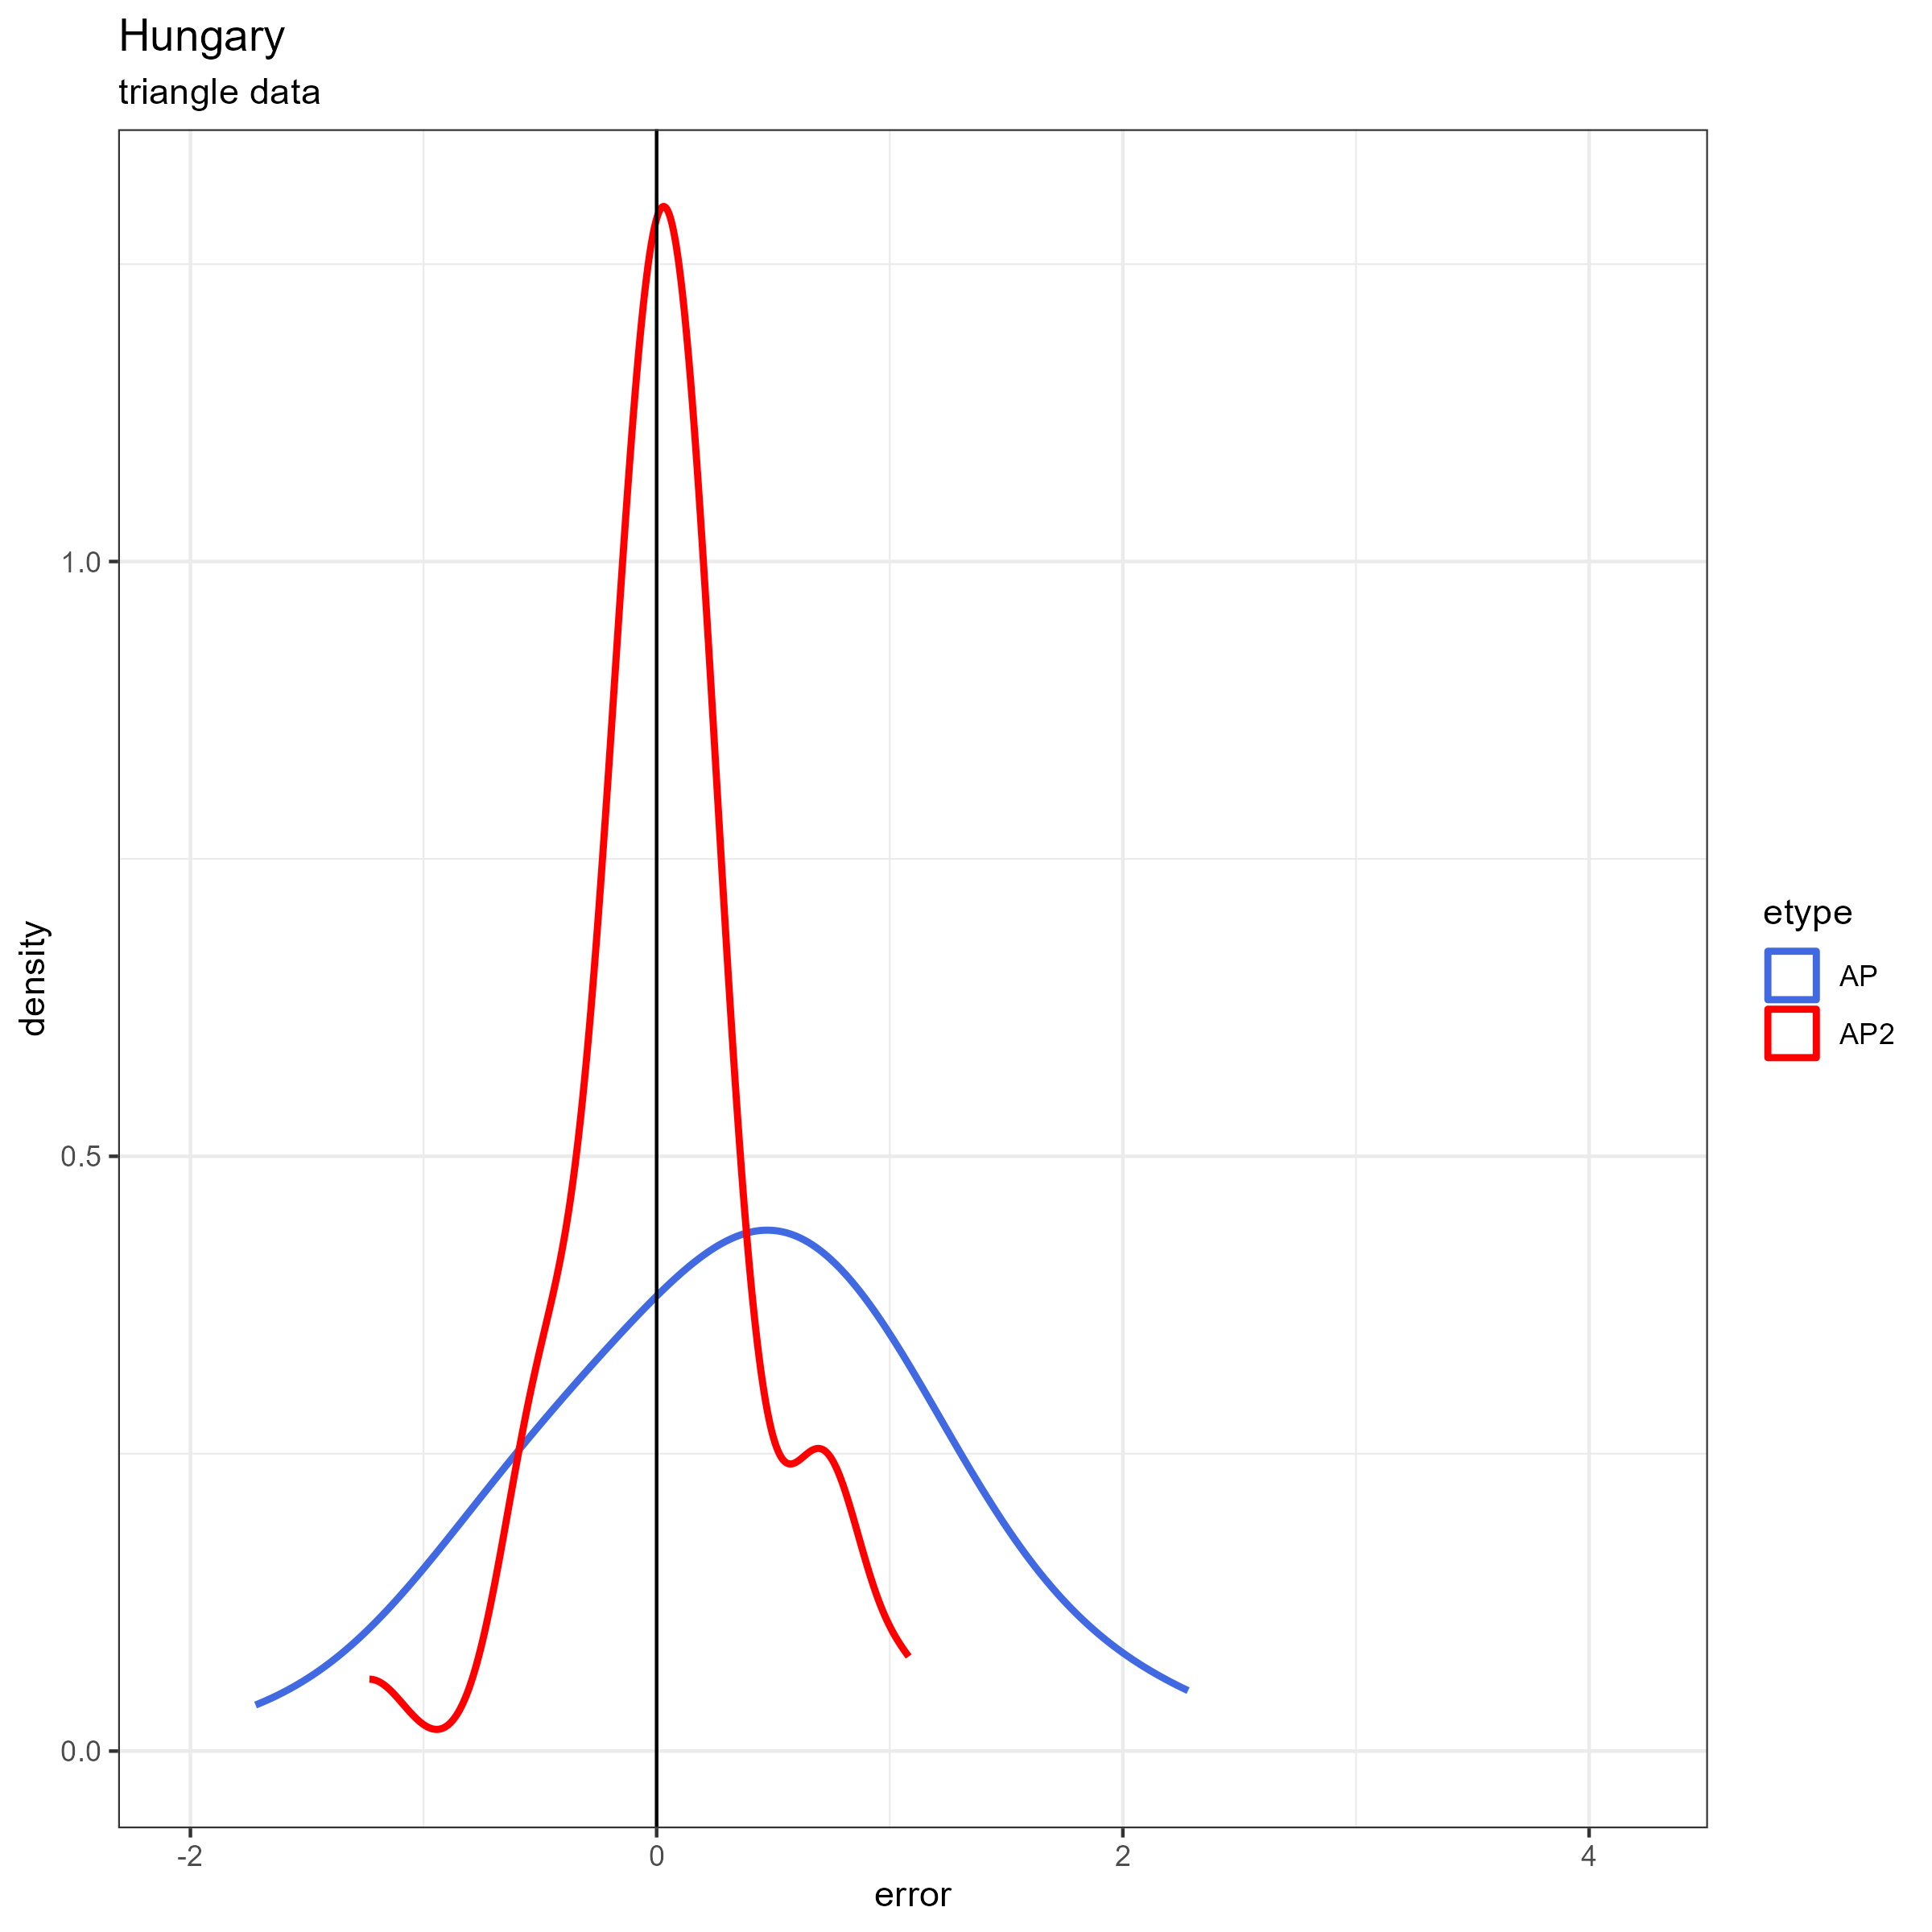 Hungary
triangle data
density
1.0
0.5
0.0
-2
0
2
4
error
etype
AP
AP2